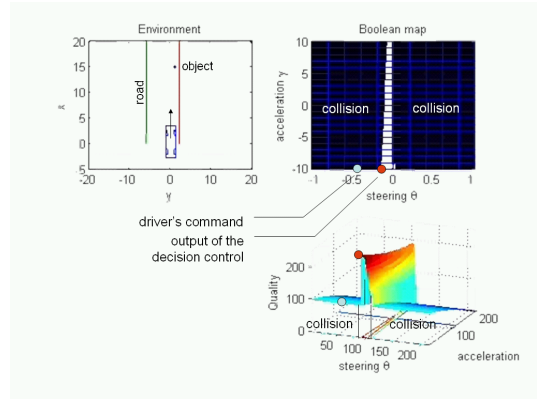 Environment
20
15
10
5
0
5
-20
-10
0
10
20
y
x
road
object
Boolean map
10
5
0
-5
-10
-1
-0.5
0
0.5
1
acceleration γ
steering θ
collision
collision
driver's command
output of the
decision control
Quality
200
100
0
50
100
150
200
steering θ
100
200
acceleration
collision
collision